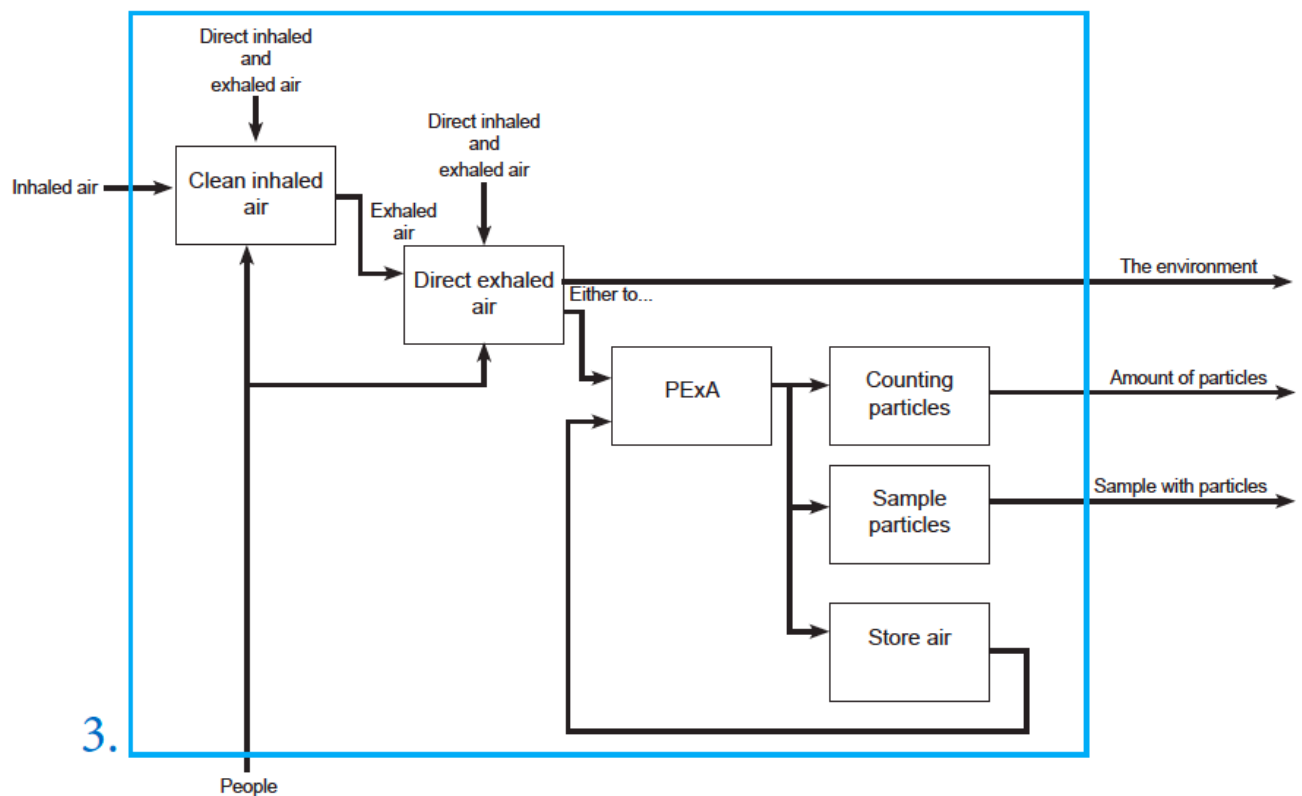 Direct inhaled
and
exhaled air
Direct inhaled
and
exhaled air
Inhaled air
Clean inhaled
air
Exhaled
air
Direct exhaled
air
Either to...
The environment
PExA
Counting
particles
Amount of particles
Sample
particles
Sample with particles
Store air
3.
People